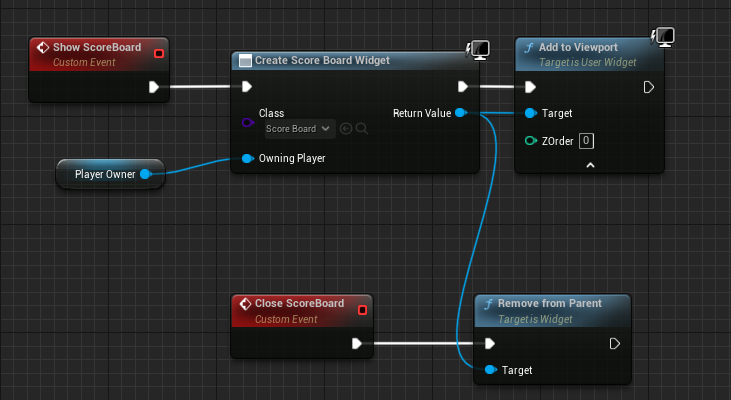 Show ScoreBoard
Custom Event
Create Score Board Widget
Class
Score Board
Return Value
Owning Player
Player Owner
Add to Viewport
Target is User Widget
Target
ZOrder 0
Close ScoreBoard
Custom Event
Remove from Parent
Target is Widget
Target